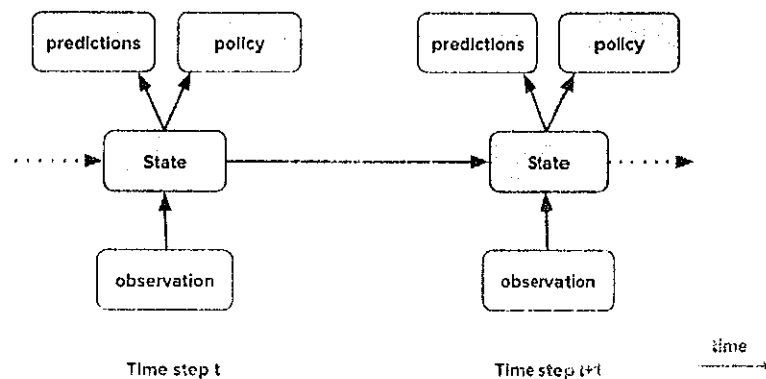 predictions
policy
predictions
policy
State
State
observation
observation
time
Time step t
Time step t+1